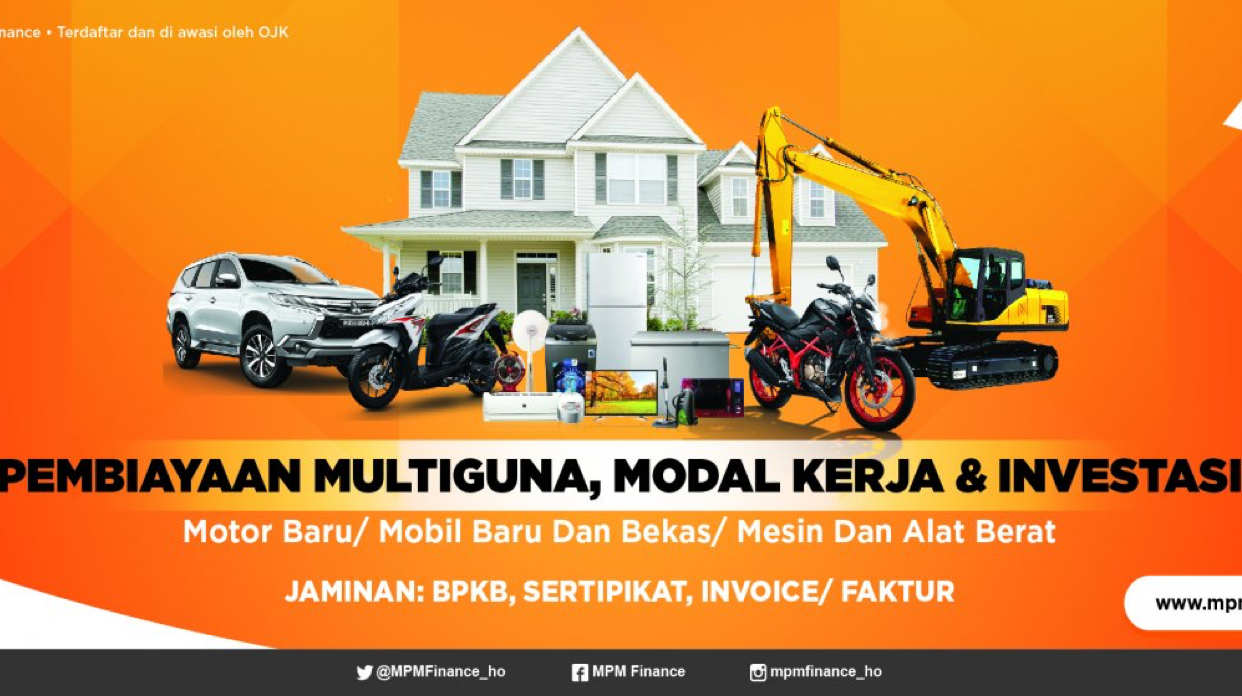 nance • Terdaftar dan di awasi oleh OJK
PEMBIAYAAN MULTIGUNA, MODAL KERJA & INVESTASI
Motor Baru/ Mobil Baru Dan Bekas/ Mesin Dan Alat Berat
JAMINAN: BPKB, SERTIPIKAT, INVOICE/ FAKTUR
www.mpm
@MPMFinance_ho MPM Finance mpmfinance_ho